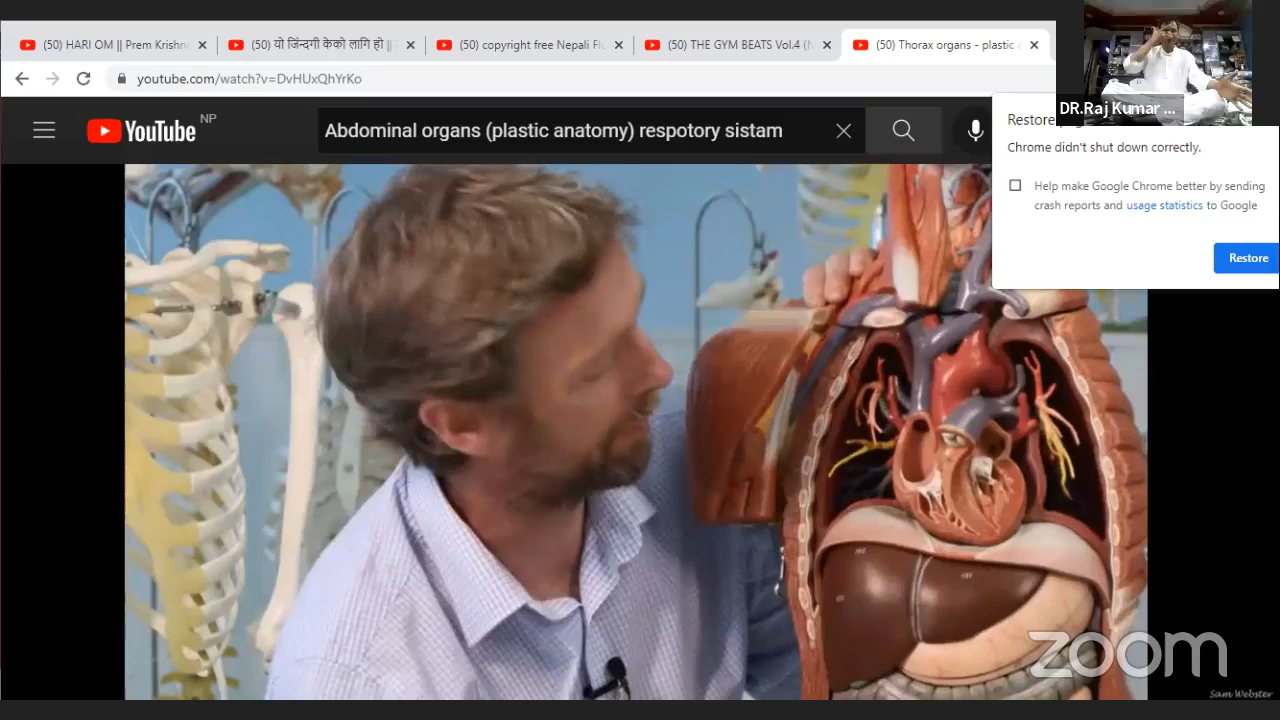 (50) HARI OM || Prem Krishn
(50) यो जिंन्दगी केको लागि हो ||
(50) copyright free Nepali Flu
(50) THE GYM BEATS Vol.4 (N
(50) Thorax organs - plastic a
youtube.com/watch?v=DvHUxQhYrKo
YouTube NP
Abdominal organs (plastic anatomy) respotory sistam
DR.Raj Kumar ...
Restore
Chrome didn't shut down correctly.
Help make Google Chrome better by sending
crash reports and usage statistics to Google
Restore
zoom
Sam Webster